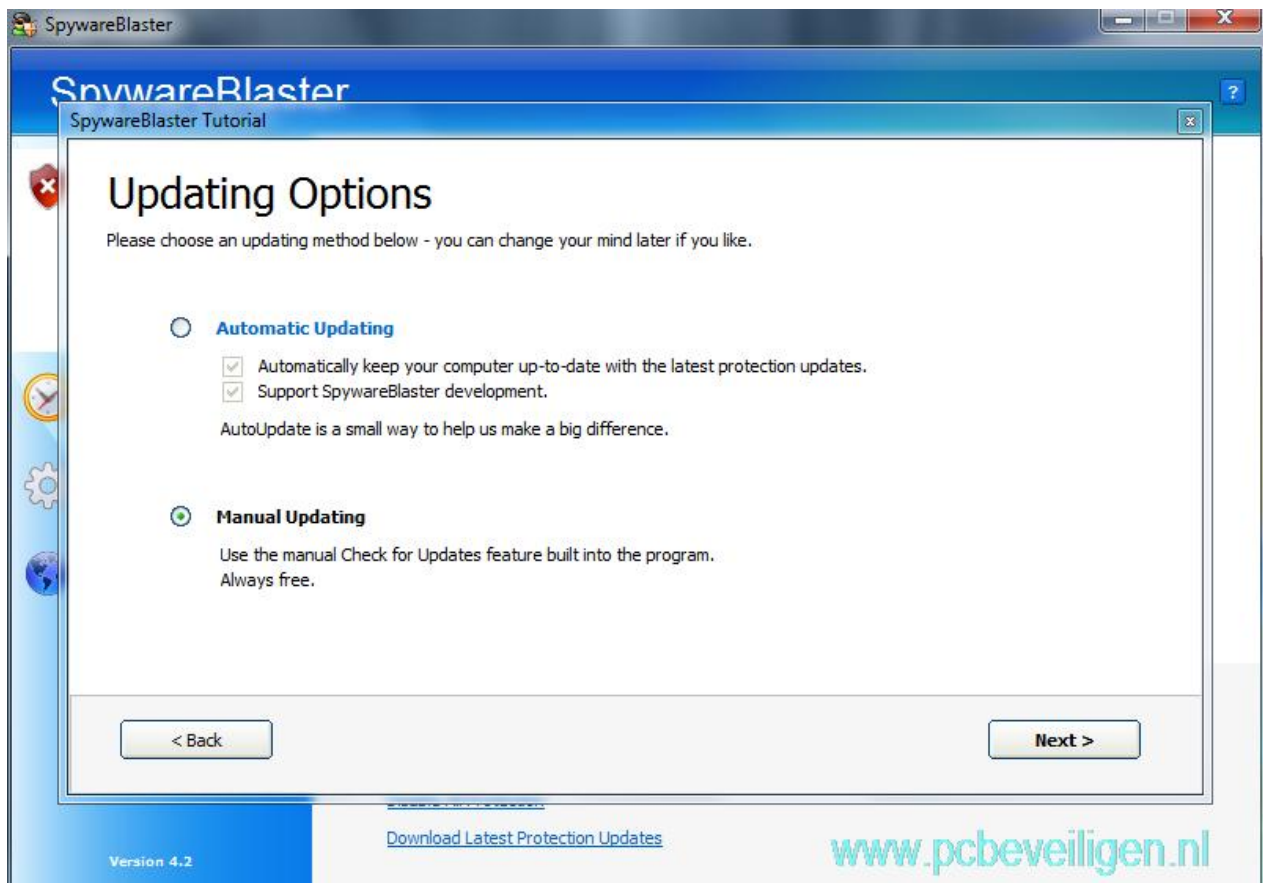 SpywareBlaster
SpywareBlaster
SpywareBlaster Tutorial
Updating Options
Please choose an updating method below - you can change your mind later if you like.
Automatic Updating
Automatically keep your computer up-to-date with the latest protection updates.
Support SpywareBlaster development.
AutoUpdate is a small way to help us make a big difference.
Manual Updating
Use the manual Check for Updates feature built into the program.
Always free.
< Back
Next >
Download Latest Protection Updates
Version 4.2
www.pcbeveiligen.nl